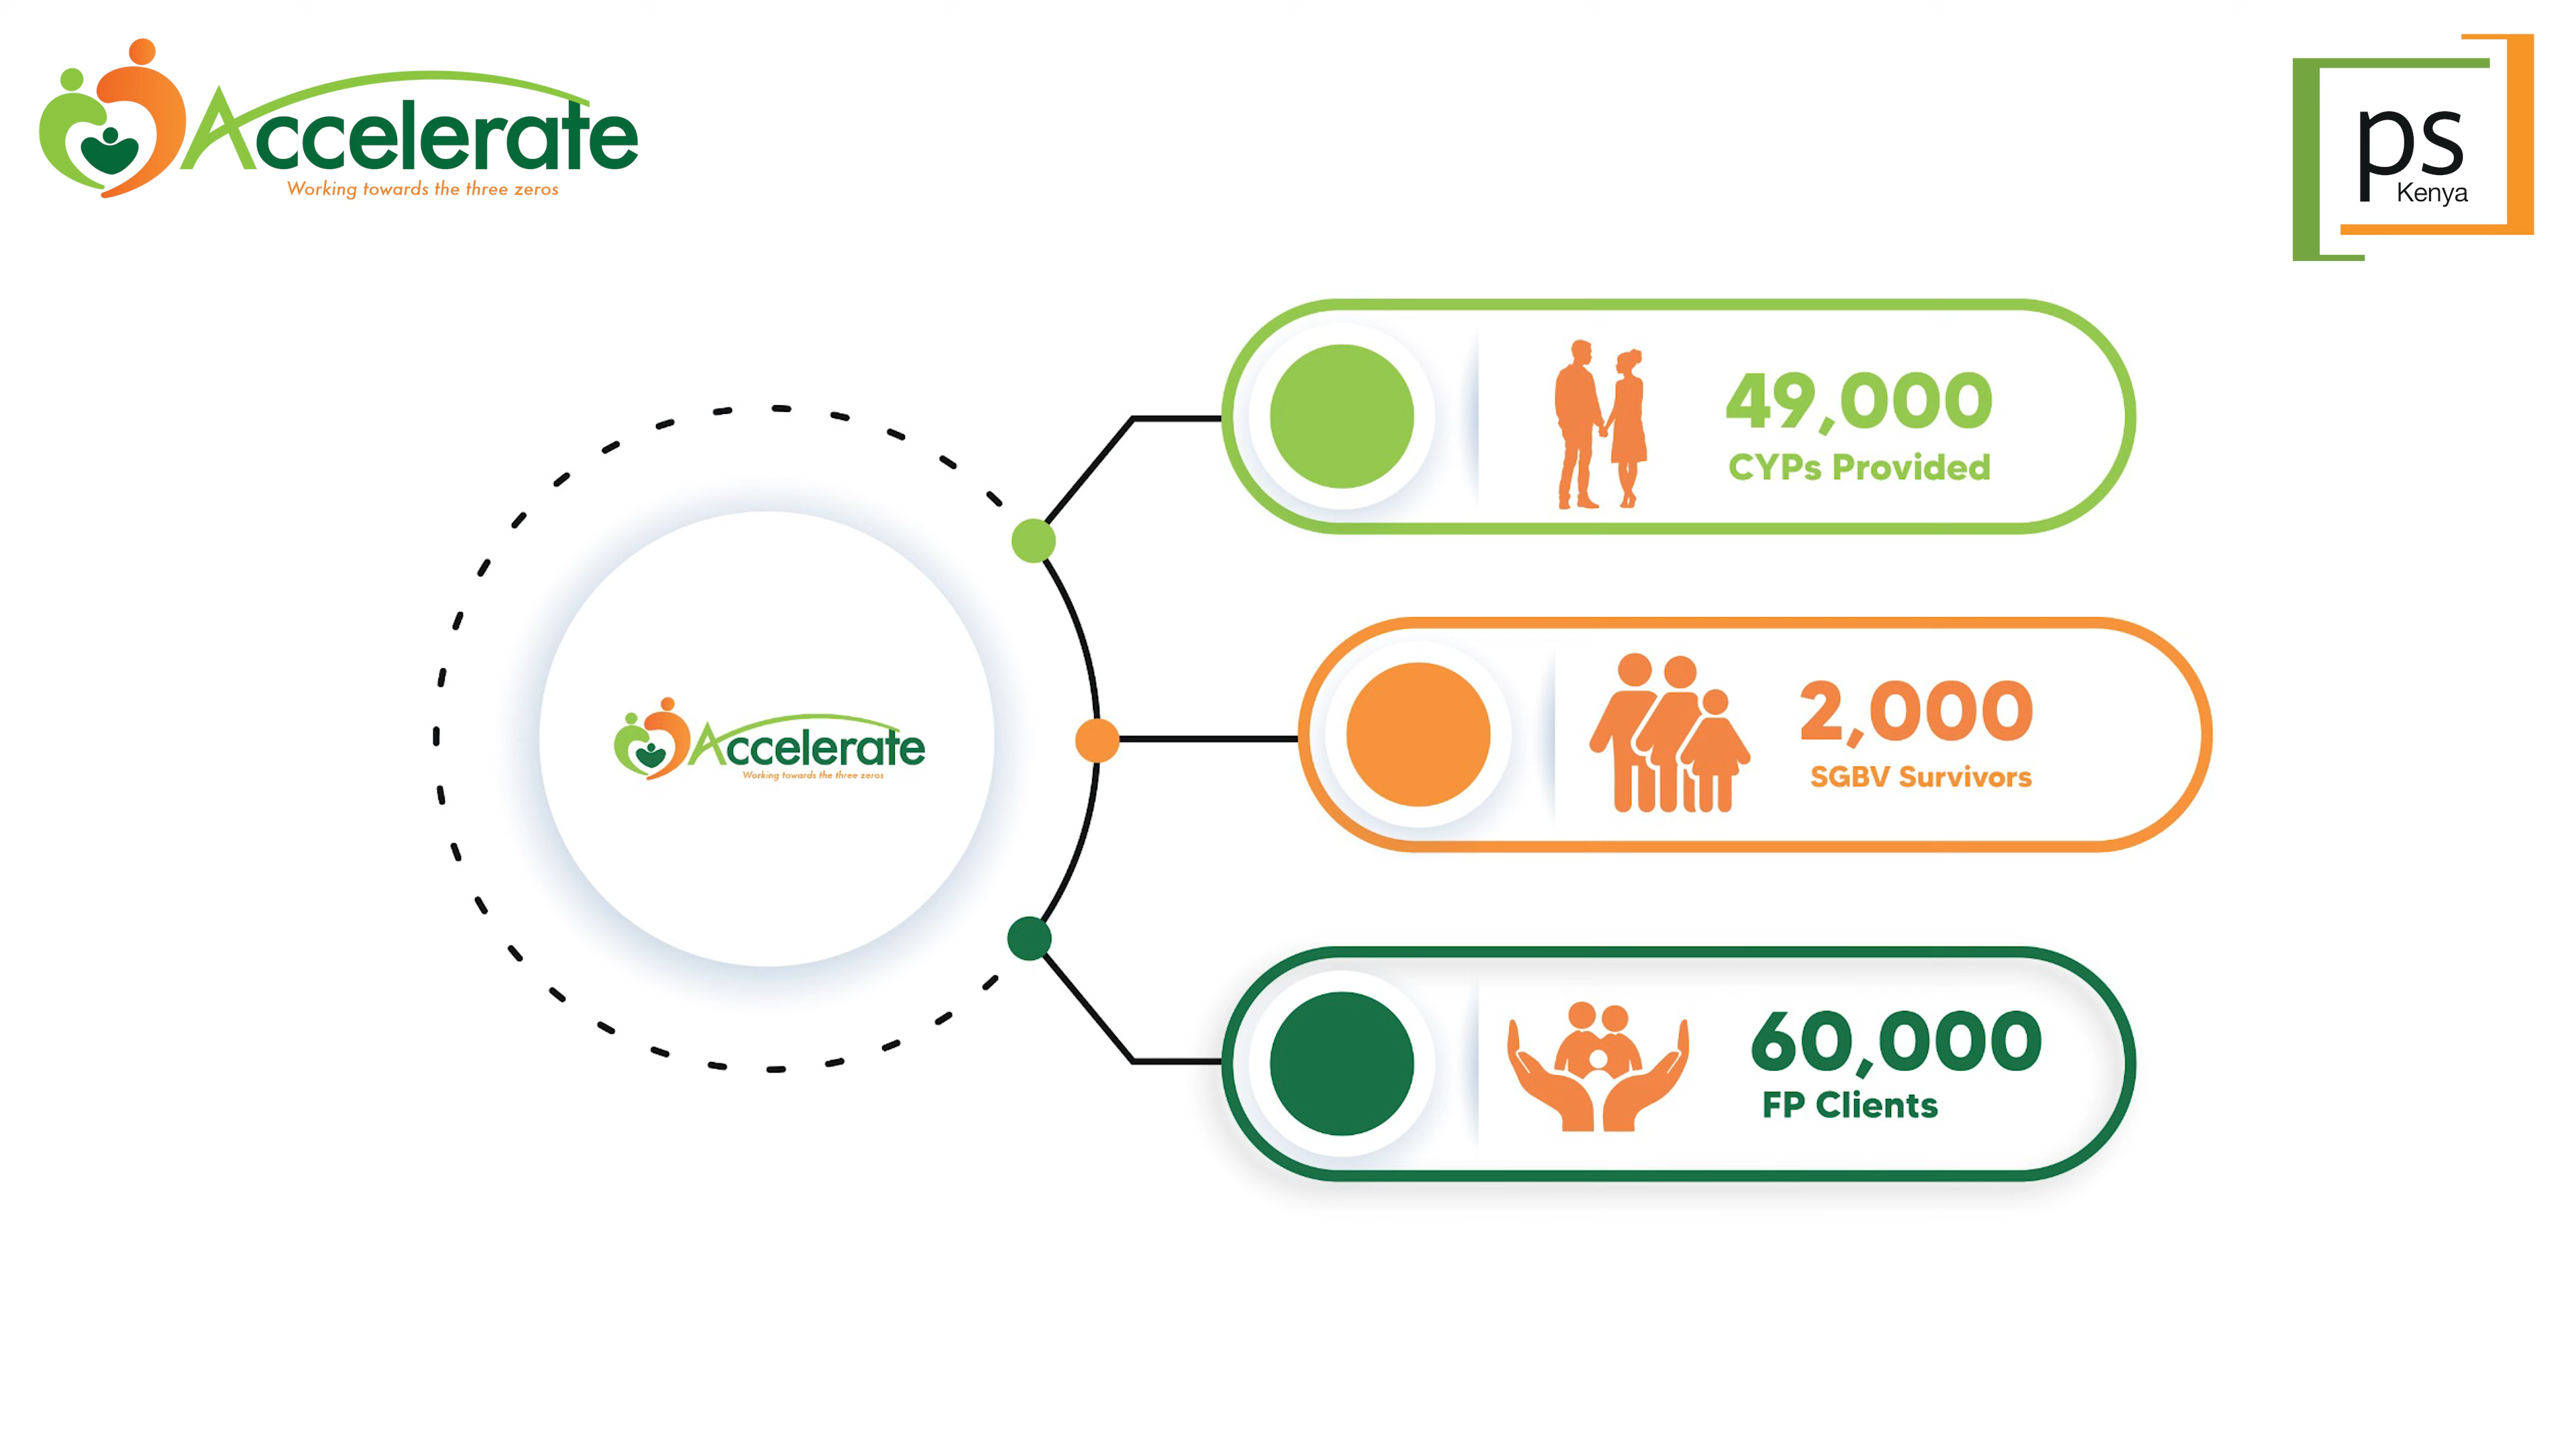 Accelerate
Working towards the three zeros
ps
Kenya
49,000
CYPs Provided
Accelerate
Working towards the three zeros
2,000
SGBV Survivors
60,000
FP Clients